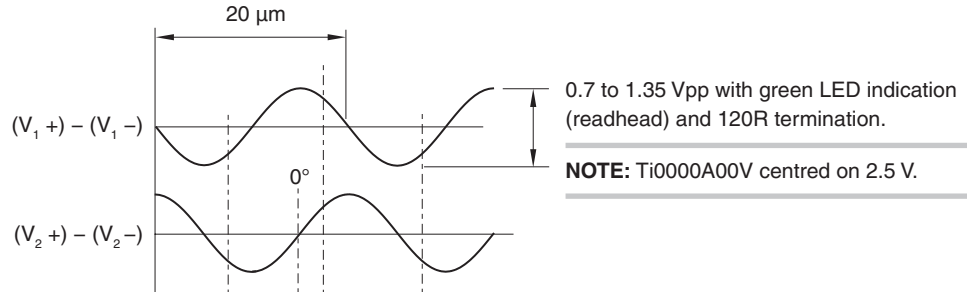 20 µm
0.7 to 1.35 Vpp with green LED indication
(readhead) and 120R termination.
(V₁ +) – (V₁ –)
NOTE: Ti0000A00V centred on 2.5 V.
0°
(V₂ +) – (V₂ –)